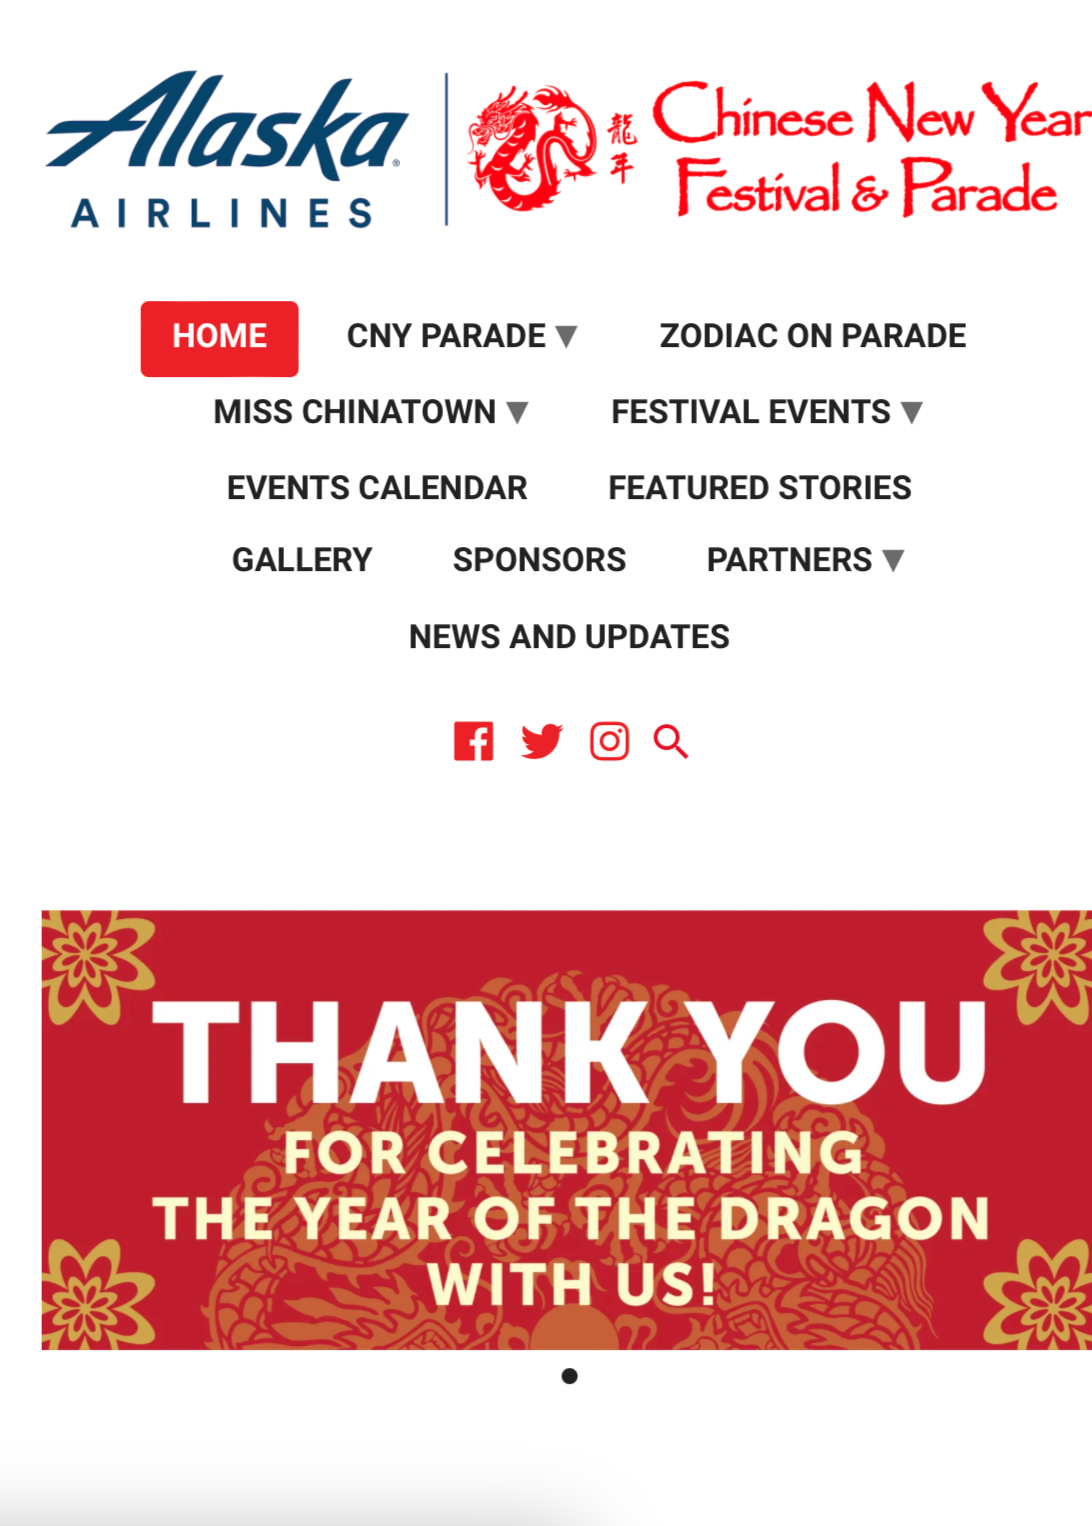 Alaska
AIRLINES
龍年
Chinese New Year
Festival & Parade
HOME
CNY PARADE ▼
ZODIAC ON PARADE
MISS CHINATOWN ▼
FESTIVAL EVENTS ▼
EVENTS CALENDAR
FEATURED STORIES
GALLERY
SPONSORS
PARTNERS ▼
NEWS AND UPDATES
THANK YOU
FOR CELEBRATING
THE YEAR OF THE DRAGON
WITH US!